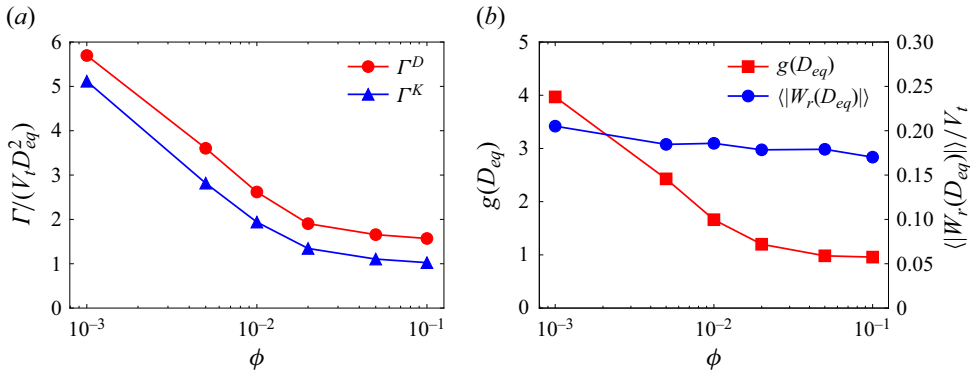 (a)
6
5
4
3
2
1
0
Γ/(V_t D_eq^2)
Γ^D
Γ^K
10^−3
10^−2
10^−1
ϕ
(b)
5
4
3
2
1
0
g(D_eq)
g(D_eq)
⟨|W_r(D_eq)|⟩
0.30
0.25
0.20
0.15
0.10
0.05
0
⟨|W_r(D_eq)|⟩/V_t
10^−3
10^−2
10^−1
ϕ